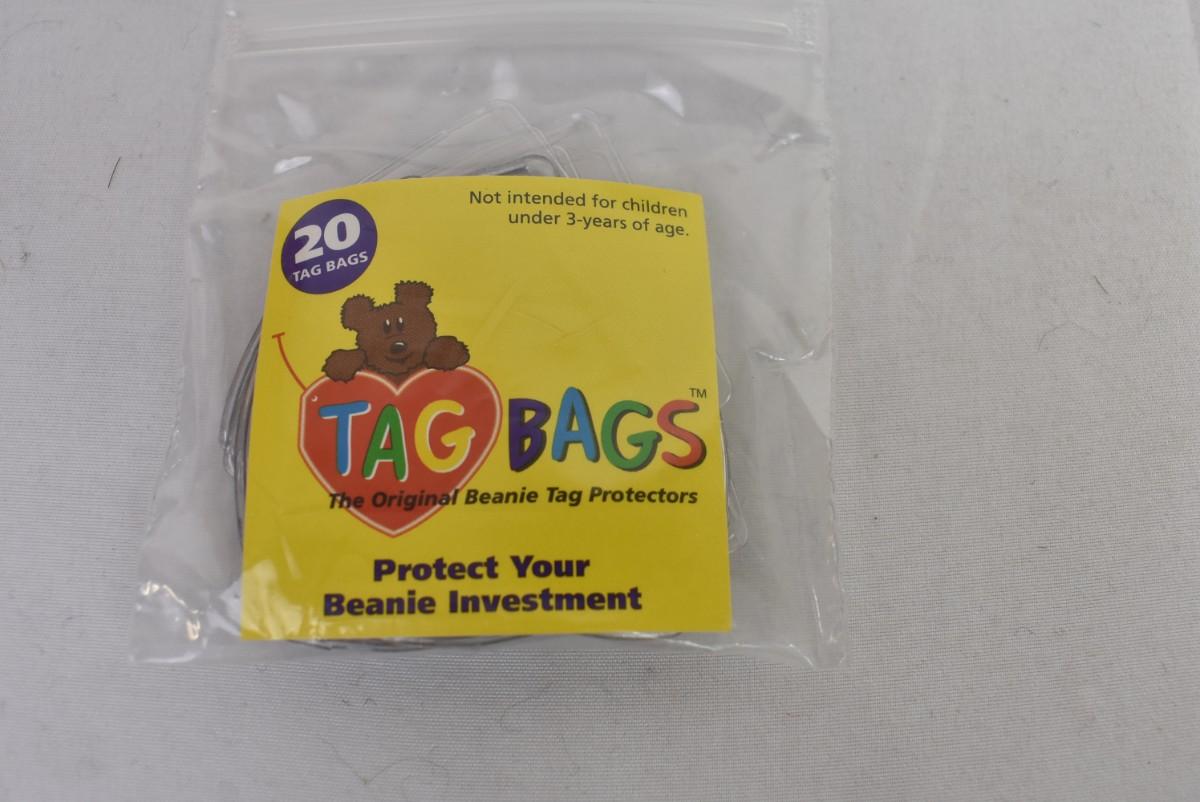 20
TAG BAGS
Not intended for children
under 3-years of age.
TAG BAGS™
The Original Beanie Tag Protectors
Protect Your
Beanie Investment